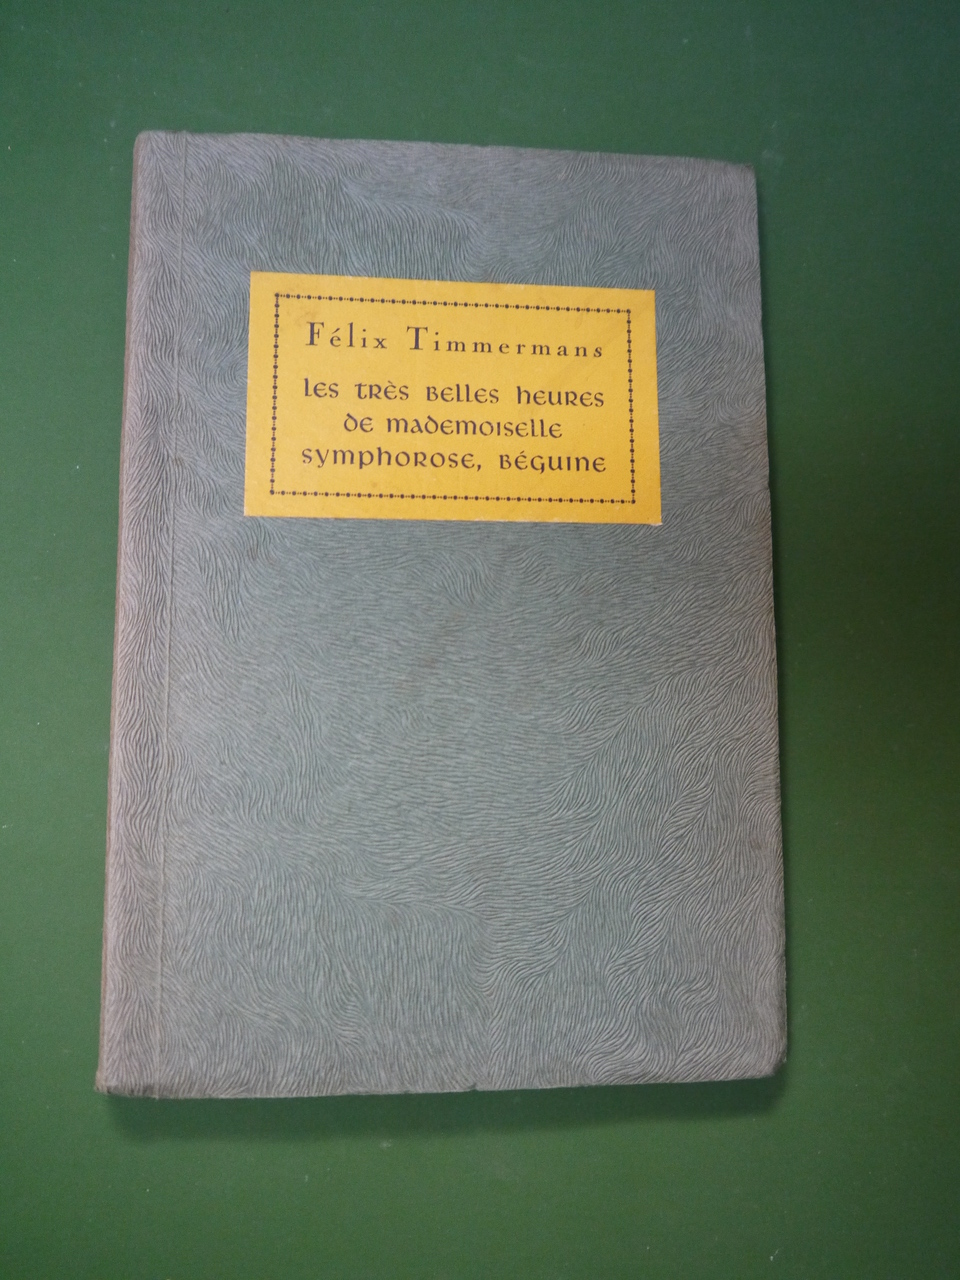 Félix Timmermans
Les très belles heures
de mademoiselle
symphorose, béguine